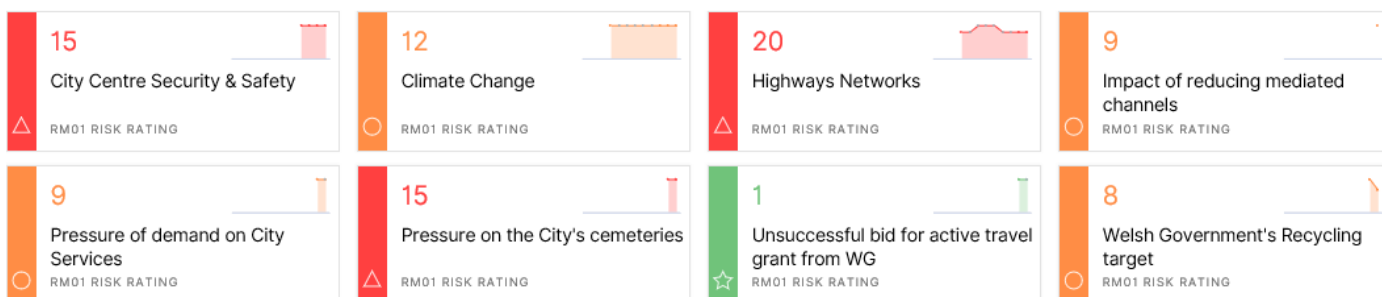 15
City Centre Security & Safety
RM01 RISK RATING
12
Climate Change
RM01 RISK RATING
20
Highways Networks
RM01 RISK RATING
9
Impact of reducing mediated
channels
RM01 RISK RATING
9
Pressure of demand on City
Services
RM01 RISK RATING
15
Pressure on the City's cemeteries
RM01 RISK RATING
1
Unsuccessful bid for active travel
grant from WG
RM01 RISK RATING
8
Welsh Government's Recycling
target
RM01 RISK RATING